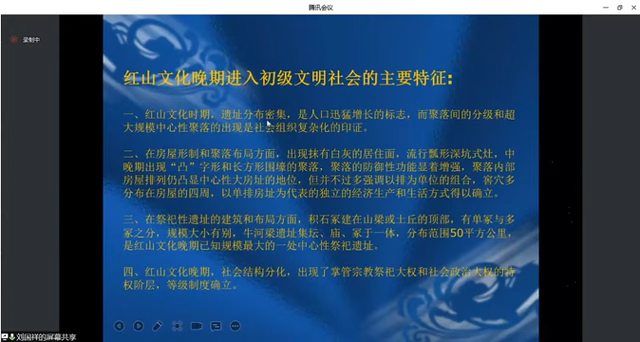 腾讯会议
录制中
红山文化晚期进入初级文明社会的主要特征：
一、红山文化时期，遗址分布密集，是人口迅猛增长的标志，而聚落间的分级和超
大规模中心性聚落的出现是社会组织复杂化的印证。
二、在房屋形制和聚落布局方面，出现抹有白灰的居住面，流行瓢形深坑式灶，中
晚期出现“凸”字形和长方形围壕的聚落，聚落的防御性功能显着增强，聚落内部
房屋排列仍凸显中心性大房址的地位，但并不过多强调以排为单位的组合，窖穴多
分布在房屋的四周，以单体房址为代表的独立的经济生产和生活方式得以确立。
三、在祭祀性遗址的建筑和布局方面，积石冢建在山梁或土丘的顶部，有单冢与多
冢之分，规模大小有别，牛河梁遗址集坛、庙、冢于一体，分布范围50平方公里，
是红山文化晚期已知规模最大的一处中心性祭祀遗址。
四、红山文化晚期，社会结构分化，出现了掌管宗教祭祀大权和社会政治大权的特
权阶层，等级制度确立。
刘国祥的屏幕共享